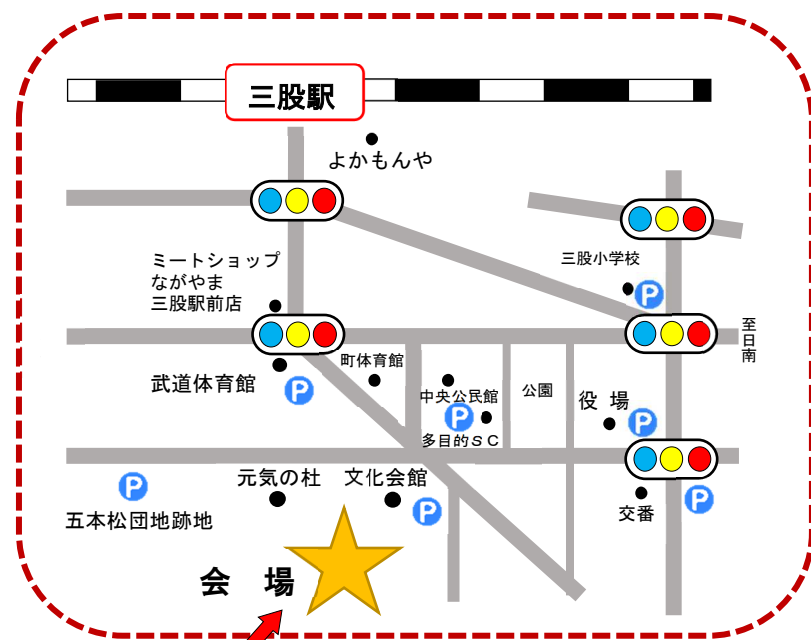 三股駅
よかもんや
三股小学校
ミートショップ
ながやま
三股駅前店
至日南
町体育館
武道体育館
P
中央公民館
公園
役 場
P
P
P
多目的ＳＣ
元気の杜
文化会館
P
P
P
交番
五本松団地跡地
会 場